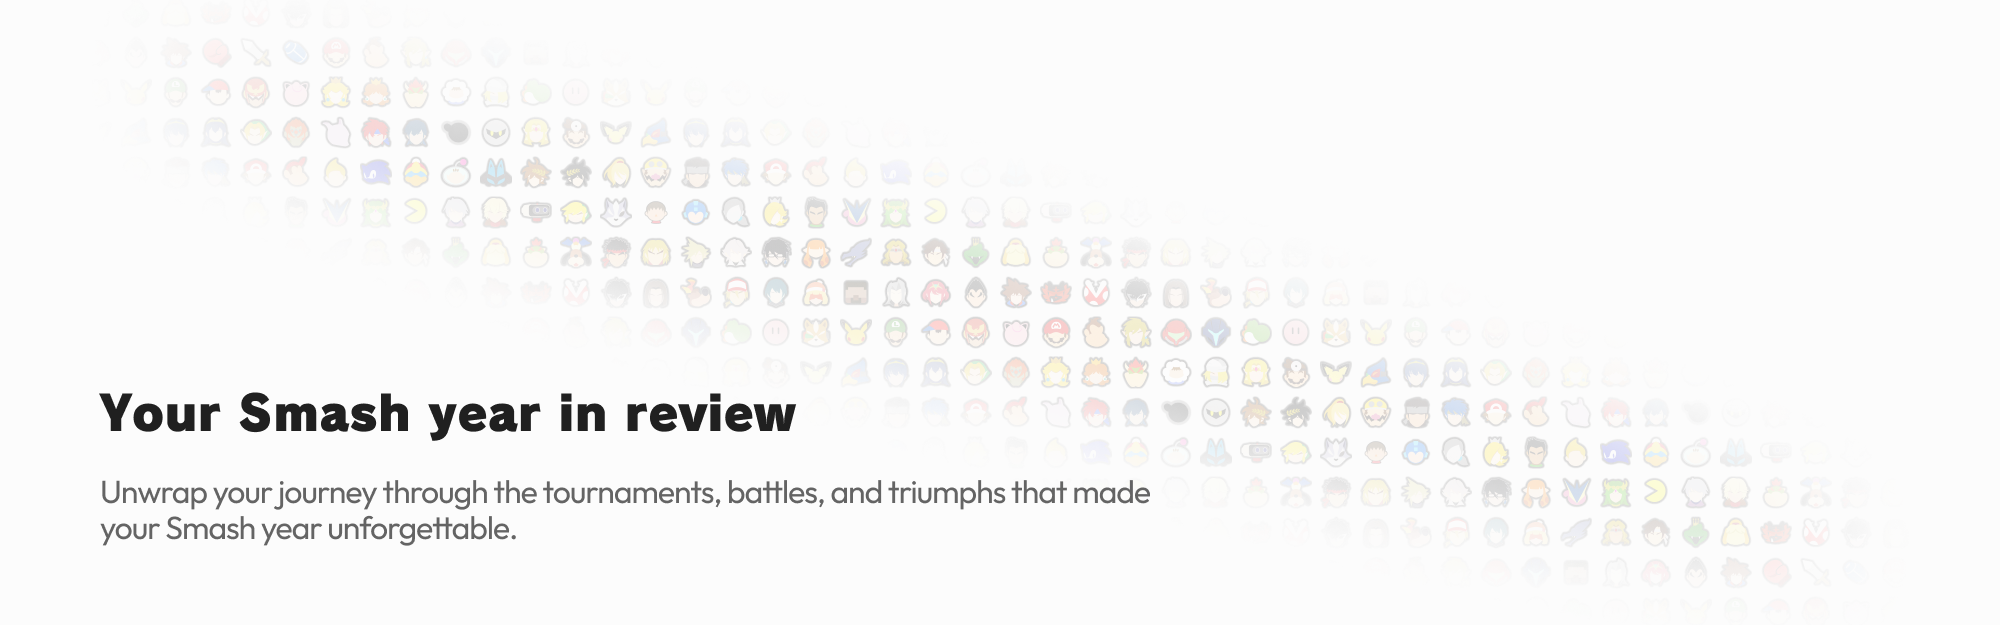 Your Smash year in review
Unwrap your journey through the tournaments, battles, and triumphs that made
your Smash year unforgettable.